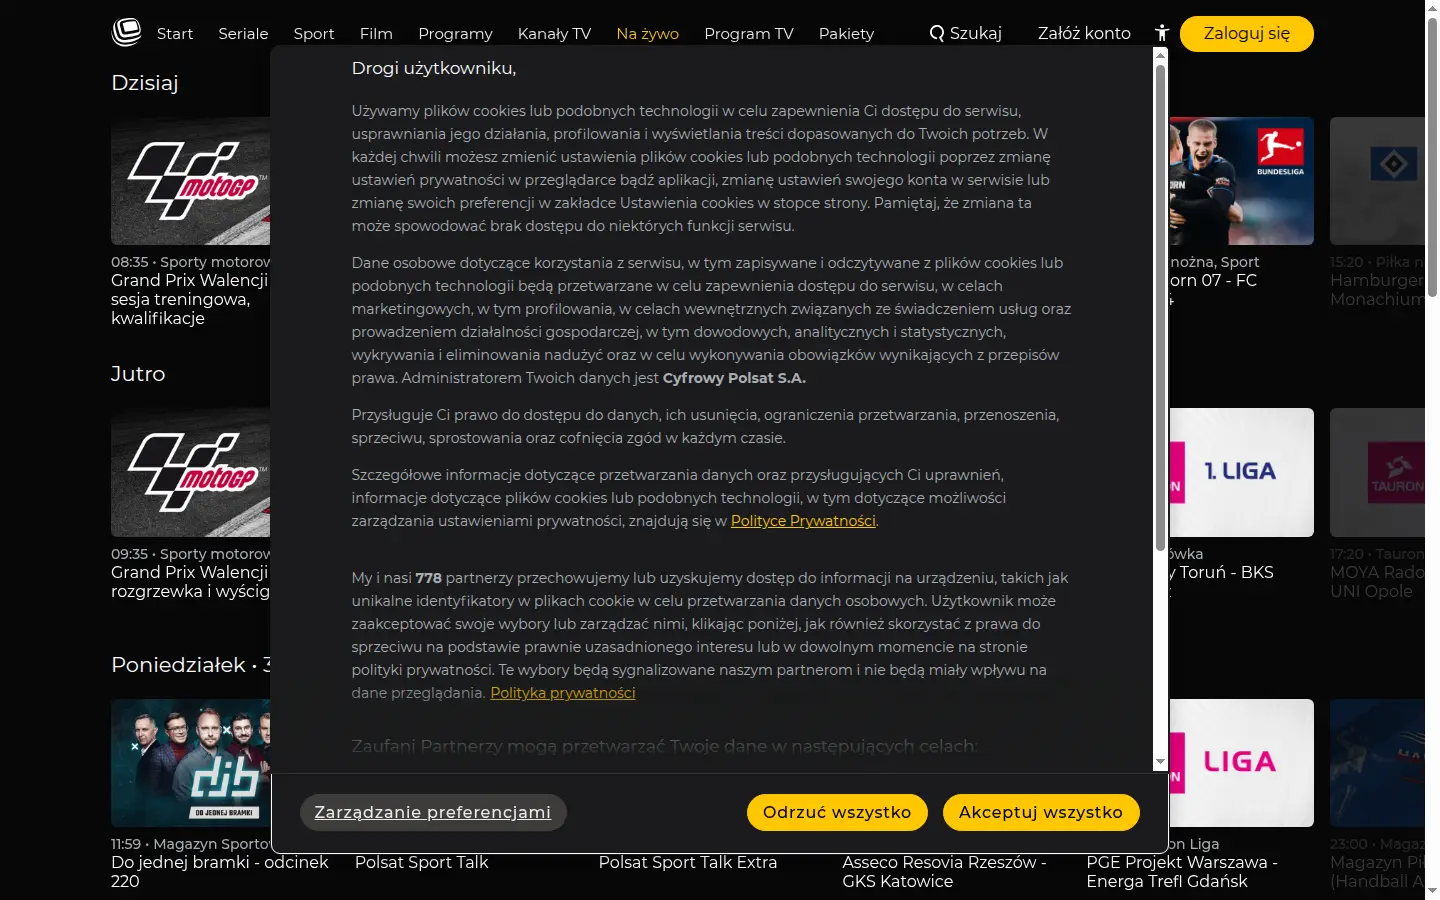 Start Seriale Sport Film Programy Kanały TV Na żywo Program TV Pakiety Szukaj Załóż konto Zaloguj się
Dzisiaj
Drogi użytkowniku,
Używamy plików cookies lub podobnych technologii w celu zapewnienia Ci dostępu do serwisu,
usprawniania jego działania, profilowania i wyświetlania treści dopasowanych do Twoich potrzeb. W
każdej chwili możesz zmienić ustawienia plików cookies lub podobnych technologii poprzez zmianę
ustawień prywatności w przeglądarce bądź aplikacji, zmianę ustawień swojego konta w serwisie lub
zmianę swoich preferencji w zakładce Ustawienia cookies w stopce strony. Pamiętaj, że zmiana ta
może spowodować brak dostępu do niektórych funkcji serwisu.
Dane osobowe dotyczące korzystania z serwisu, w tym zapisywane i odczytywane z plików cookies lub
podobnych technologii będą przetwarzane w celu zapewnienia dostępu do serwisu, w celach
marketingowych, w tym profilowania, w celach wewnętrznych związanych ze świadczeniem usług oraz
prowadzeniem działalności gospodarczej, w tym dowodowych, analitycznych i statystycznych,
wykrywania i eliminowania nadużyć oraz w celu wykonywania obowiązków wynikających z przepisów
prawa. Administratorem Twoich danych jest Cyfrowy Polsat S.A.
Przysługuje Ci prawo do dostępu do danych, ich usunięcia, ograniczenia przetwarzania, przenoszenia,
sprzeciwu, sprostowania oraz cofnięcia zgód w każdym czasie.
Szczegółowe informacje dotyczące przetwarzania danych oraz przysługujących Ci uprawnień,
informacje dotyczące plików cookies lub podobnych technologii, w tym dotyczące możliwości
zarządzania ustawieniami prywatności, znajdują się w Polityce Prywatności.
My i nasi 778 partnerzy przechowujemy lub uzyskujemy dostęp do informacji na urządzeniu, takich jak
unikalne identyfikatory w plikach cookie w celu przetwarzania danych osobowych. Użytkownik może
zaakceptować swoje wybory lub zarządzać nimi, klikając poniżej, jak również skorzystać z prawa do
sprzeciwu na podstawie prawnie uzasadnionego interesu lub w dowolnym momencie na stronie
polityki prywatności. Te wybory będą sygnalizowane naszym partnerom i nie będą miały wpływu na
dane przeglądania. Polityka prywatności
Zaufani Partnerzy mogą przetwarzać Twoje dane w następujących celach:
Zarządzanie preferencjami Odrzuć wszystko Akceptuj wszystko
motoGP
BUNDESLIGA
08:35 • Sporty motorow
Grand Prix Walencji
sesja treningowa,
kwalifikacje
nożna, Sport
orn 07 - FC
15:20 • Piłka n
Hamburger
Monachium
Jutro
motoGP
1. LIGA
TAURON
09:35 • Sporty motorow
Grand Prix Walencji
rozgrzewka i wyścig
ówka
y Toruń - BKS
17:20 • Tauron
MOYA Rado
UNI Opole
Poniedziałek •
djb
DO JEDNEJ BRAMKI
LIGA
11:59 • Magazyn Sporto
Do jednej bramki - odcinek
220
Polsat Sport Talk
Polsat Sport Talk Extra
Asseco Resovia Rzeszów -
GKS Katowice
on Liga
PGE Projekt Warszawa -
Energa Trefl Gdańsk
23:00 • Magaz
Magazyn Pił
(Handball A